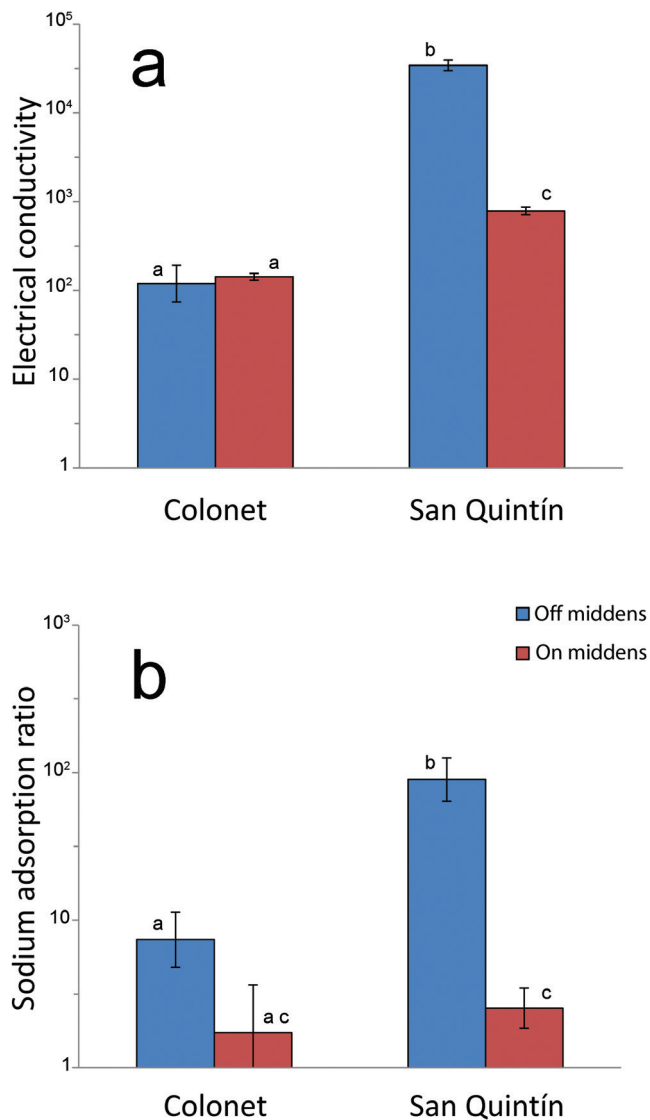 a
Electrical conductivity
10⁵
10⁴
10³
10²
10
1
a
a
b
c
Colonet
San Quintín
b
Sodium adsorption ratio
10³
10²
10
1
Off middens
On middens
a
a c
b
c
Colonet
San Quintín